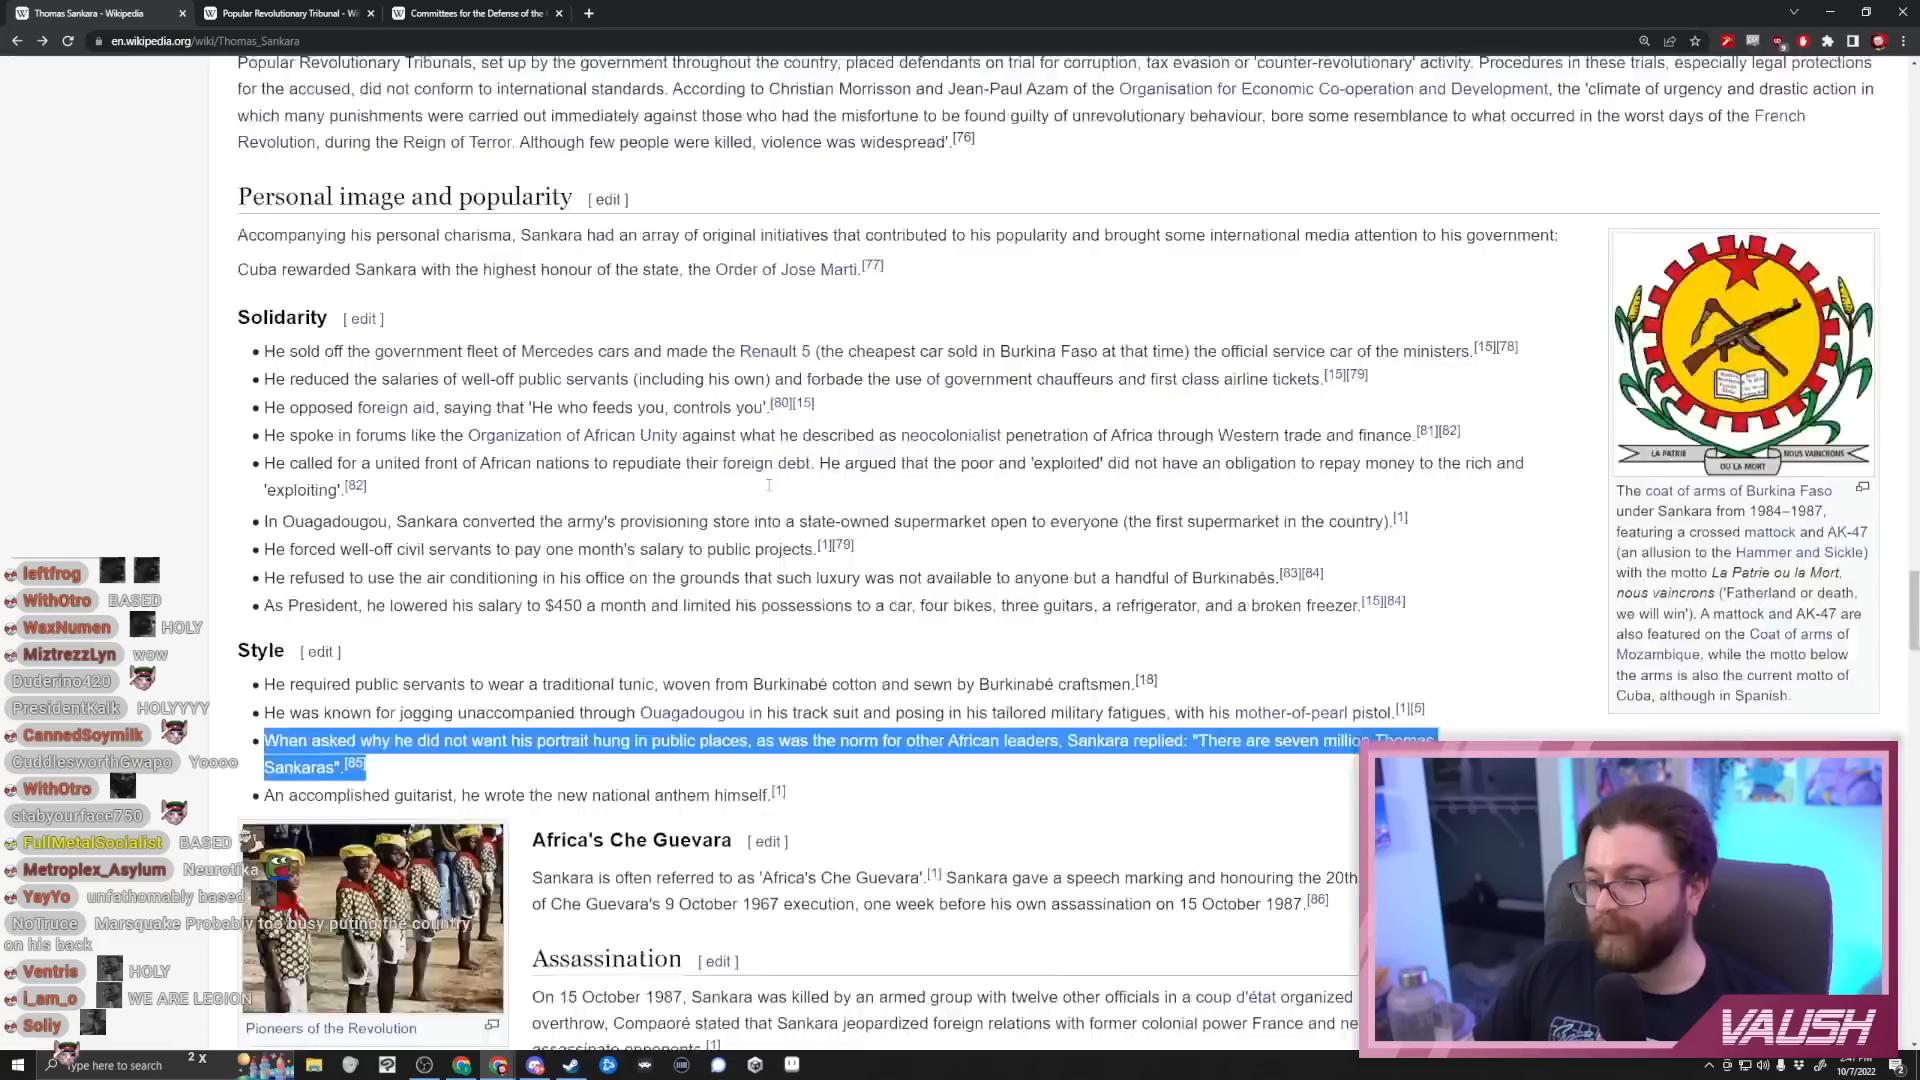 Thomas Sankara - Wikipedia
Popular Revolutionary Tribunal - Wi
Committees for the Defense of the
en.wikipedia.org/wiki/Thomas_Sankara
Popular Revolutionary Tribunals, set up by the government throughout the country, placed defendants on trial for corruption, tax evasion or 'counter-revolutionary' activity. Procedures in these trials, especially legal protections
for the accused, did not conform to international standards. According to Christian Morrisson and Jean-Paul Azam of the Organisation for Economic Co-operation and Development, the 'climate of urgency and drastic action in
which many punishments were carried out immediately against those who had the misfortune to be found guilty of unrevolutionary behaviour, bore some resemblance to what occurred in the worst days of the French
Revolution, during the Reign of Terror. Although few people were killed, violence was widespread'.[76]
Personal image and popularity [ edit ]
Accompanying his personal charisma, Sankara had an array of original initiatives that contributed to his popularity and brought some international media attention to his government:
Cuba rewarded Sankara with the highest honour of the state, the Order of Jose Marti.[77]
Solidarity [ edit ]
• He sold off the government fleet of Mercedes cars and made the Renault 5 (the cheapest car sold in Burkina Faso at that time) the official service car of the ministers.[15][78]
• He reduced the salaries of well-off public servants (including his own) and forbade the use of government chauffeurs and first class airline tickets.[15][79]
• He opposed foreign aid, saying that 'He who feeds you, controls you'.[80][15]
• He spoke in forums like the Organization of African Unity against what he described as neocolonialist penetration of Africa through Western trade and finance.[81][82]
• He called for a united front of African nations to repudiate their foreign debt. He argued that the poor and 'exploited' did not have an obligation to repay money to the rich and
'exploiting'.[82]
• In Ouagadougou, Sankara converted the army's provisioning store into a state-owned supermarket open to everyone (the first supermarket in the country).[1]
• He forced well-off civil servants to pay one month's salary to public projects.[1][79]
• He refused to use the air conditioning in his office on the grounds that such luxury was not available to anyone but a handful of Burkinabés.[83][84]
• As President, he lowered his salary to $450 a month and limited his possessions to a car, four bikes, three guitars, a refrigerator, and a broken freezer.[15][84]
Style [ edit ]
• He required public servants to wear a traditional tunic, woven from Burkinabé cotton and sewn by Burkinabé craftsmen.[18]
• He was known for jogging unaccompanied through Ouagadougou in his track suit and posing in his tailored military fatigues, with his mother-of-pearl pistol.[1][5]
• When asked why he did not want his portrait hung in public places, as was the norm for other African leaders, Sankara replied: "There are seven million Thomas
Sankaras".[85]
• An accomplished guitarist, he wrote the new national anthem himself.[1]
LA PATRIE
OU LA MORT
NOUS VAINCRONS
The coat of arms of Burkina Faso
under Sankara from 1984–1987,
featuring a crossed mattock and AK-47
(an allusion to the Hammer and Sickle)
with the motto La Patrie ou la Mort,
nous vaincrons ('Fatherland or death,
we will win'). A mattock and AK-47 are
also featured on the Coat of arms of
Mozambique, while the motto below
the arms is also the current motto of
Cuba, although in Spanish.
Africa's Che Guevara [ edit ]
Sankara is often referred to as 'Africa's Che Guevara'.[1] Sankara gave a speech marking and honouring the 20th
of Che Guevara's 9 October 1967 execution, one week before his own assassination on 15 October 1987.[86]
Assassination [ edit ]
On 15 October 1987, Sankara was killed by an armed group with twelve other officials in a coup d'état organized
overthrow, Compaoré stated that Sankara jeopardized foreign relations with former colonial power France and ne
assassinate opponents.[1]
Pioneers of the Revolution
leftfrog
WithOtro BASED
WaxNumen HOLY
MiztrezzLyn wow
Duderino420
PresidentKalk HOLYYYY
CannedSoymilk
CuddlesworthGwapo Yoooo
WithOtro
stabyourface750
FullMetalSocialist BASED
Metroplex_Asylum Neurotika
YayYo unfathomably based
NoTruce Marsquake Probably too busy puting the country
on his back
Ventris HOLY
i_am_o WE ARE LEGION
Soliy
2 x
VAUSH
Type here to search
2:47 PM
10/7/2022